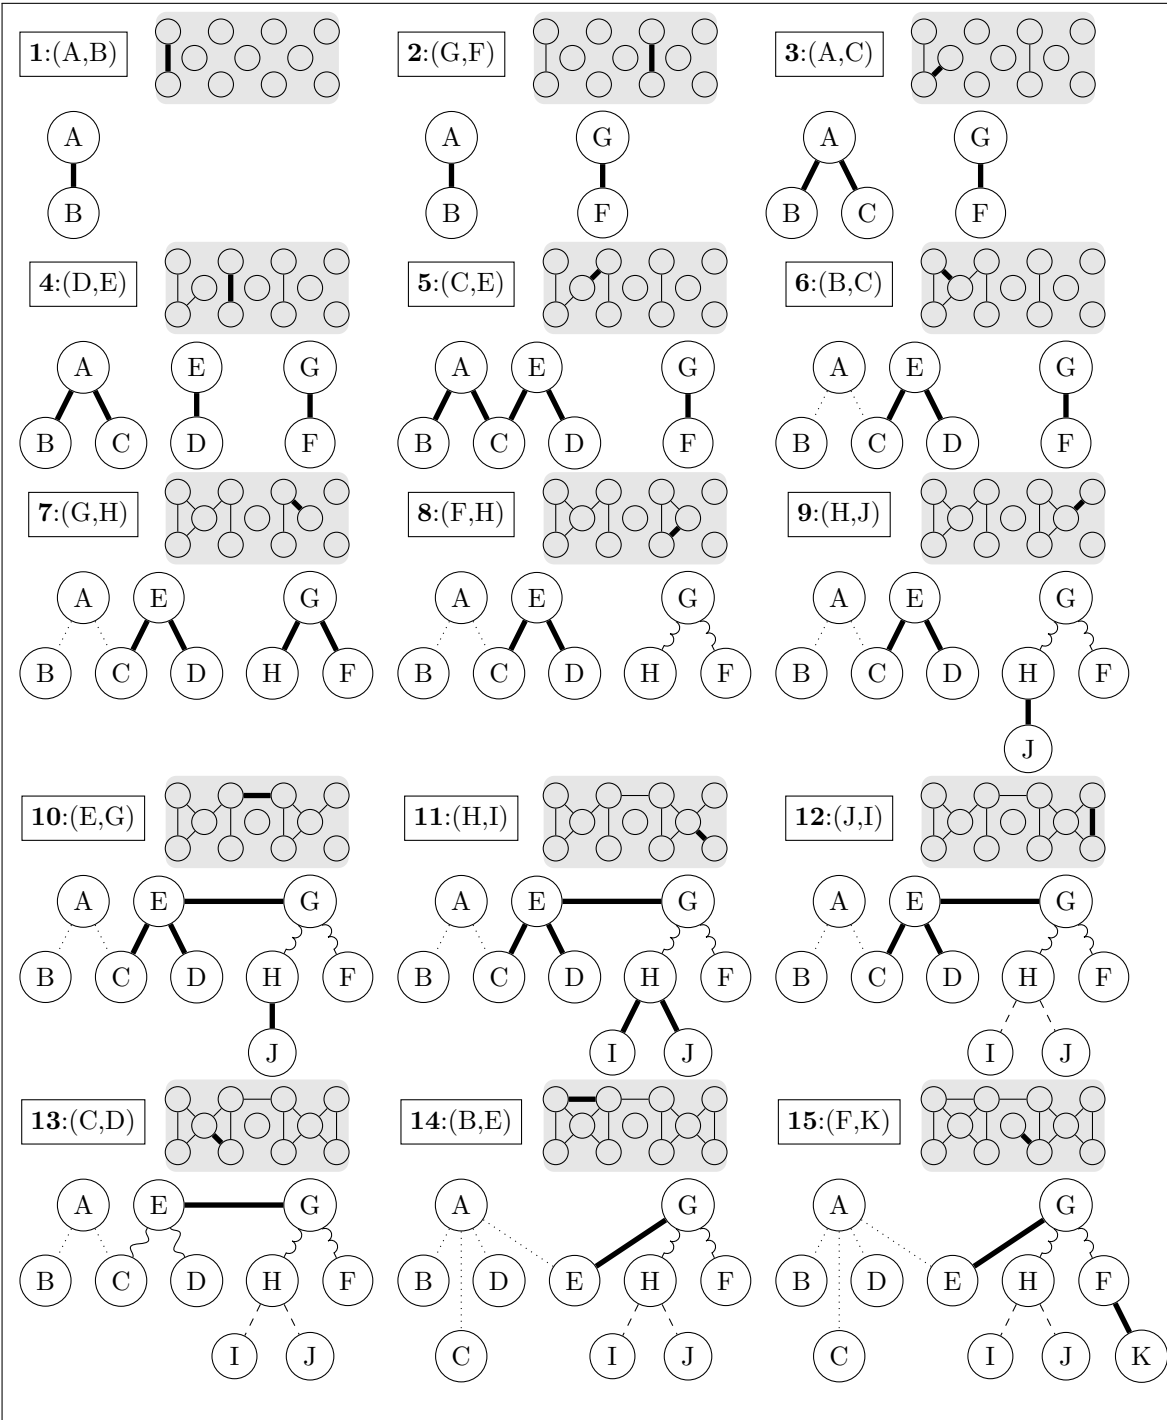 1:(A,B) 2:(G,F) 3:(A,C)
A A G A G
B B F B C F
4:(D,E) 5:(C,E) 6:(B,C)
A E G A E G A E G
B C D F B C D F B C D F
7:(G,H) 8:(F,H) 9:(H,J)
A E G A E G A E G
B C D H F B C D H F B C D H F
J
10:(E,G) 11:(H,I) 12:(J,I)
A E G A E G A E G
B C D H F B C D H F B C D H F
J I J I J
13:(C,D) 14:(B,E) 15:(F,K)
A E G A G A G
B C D H F B D E H F B D E H F
I J C I J C I J K